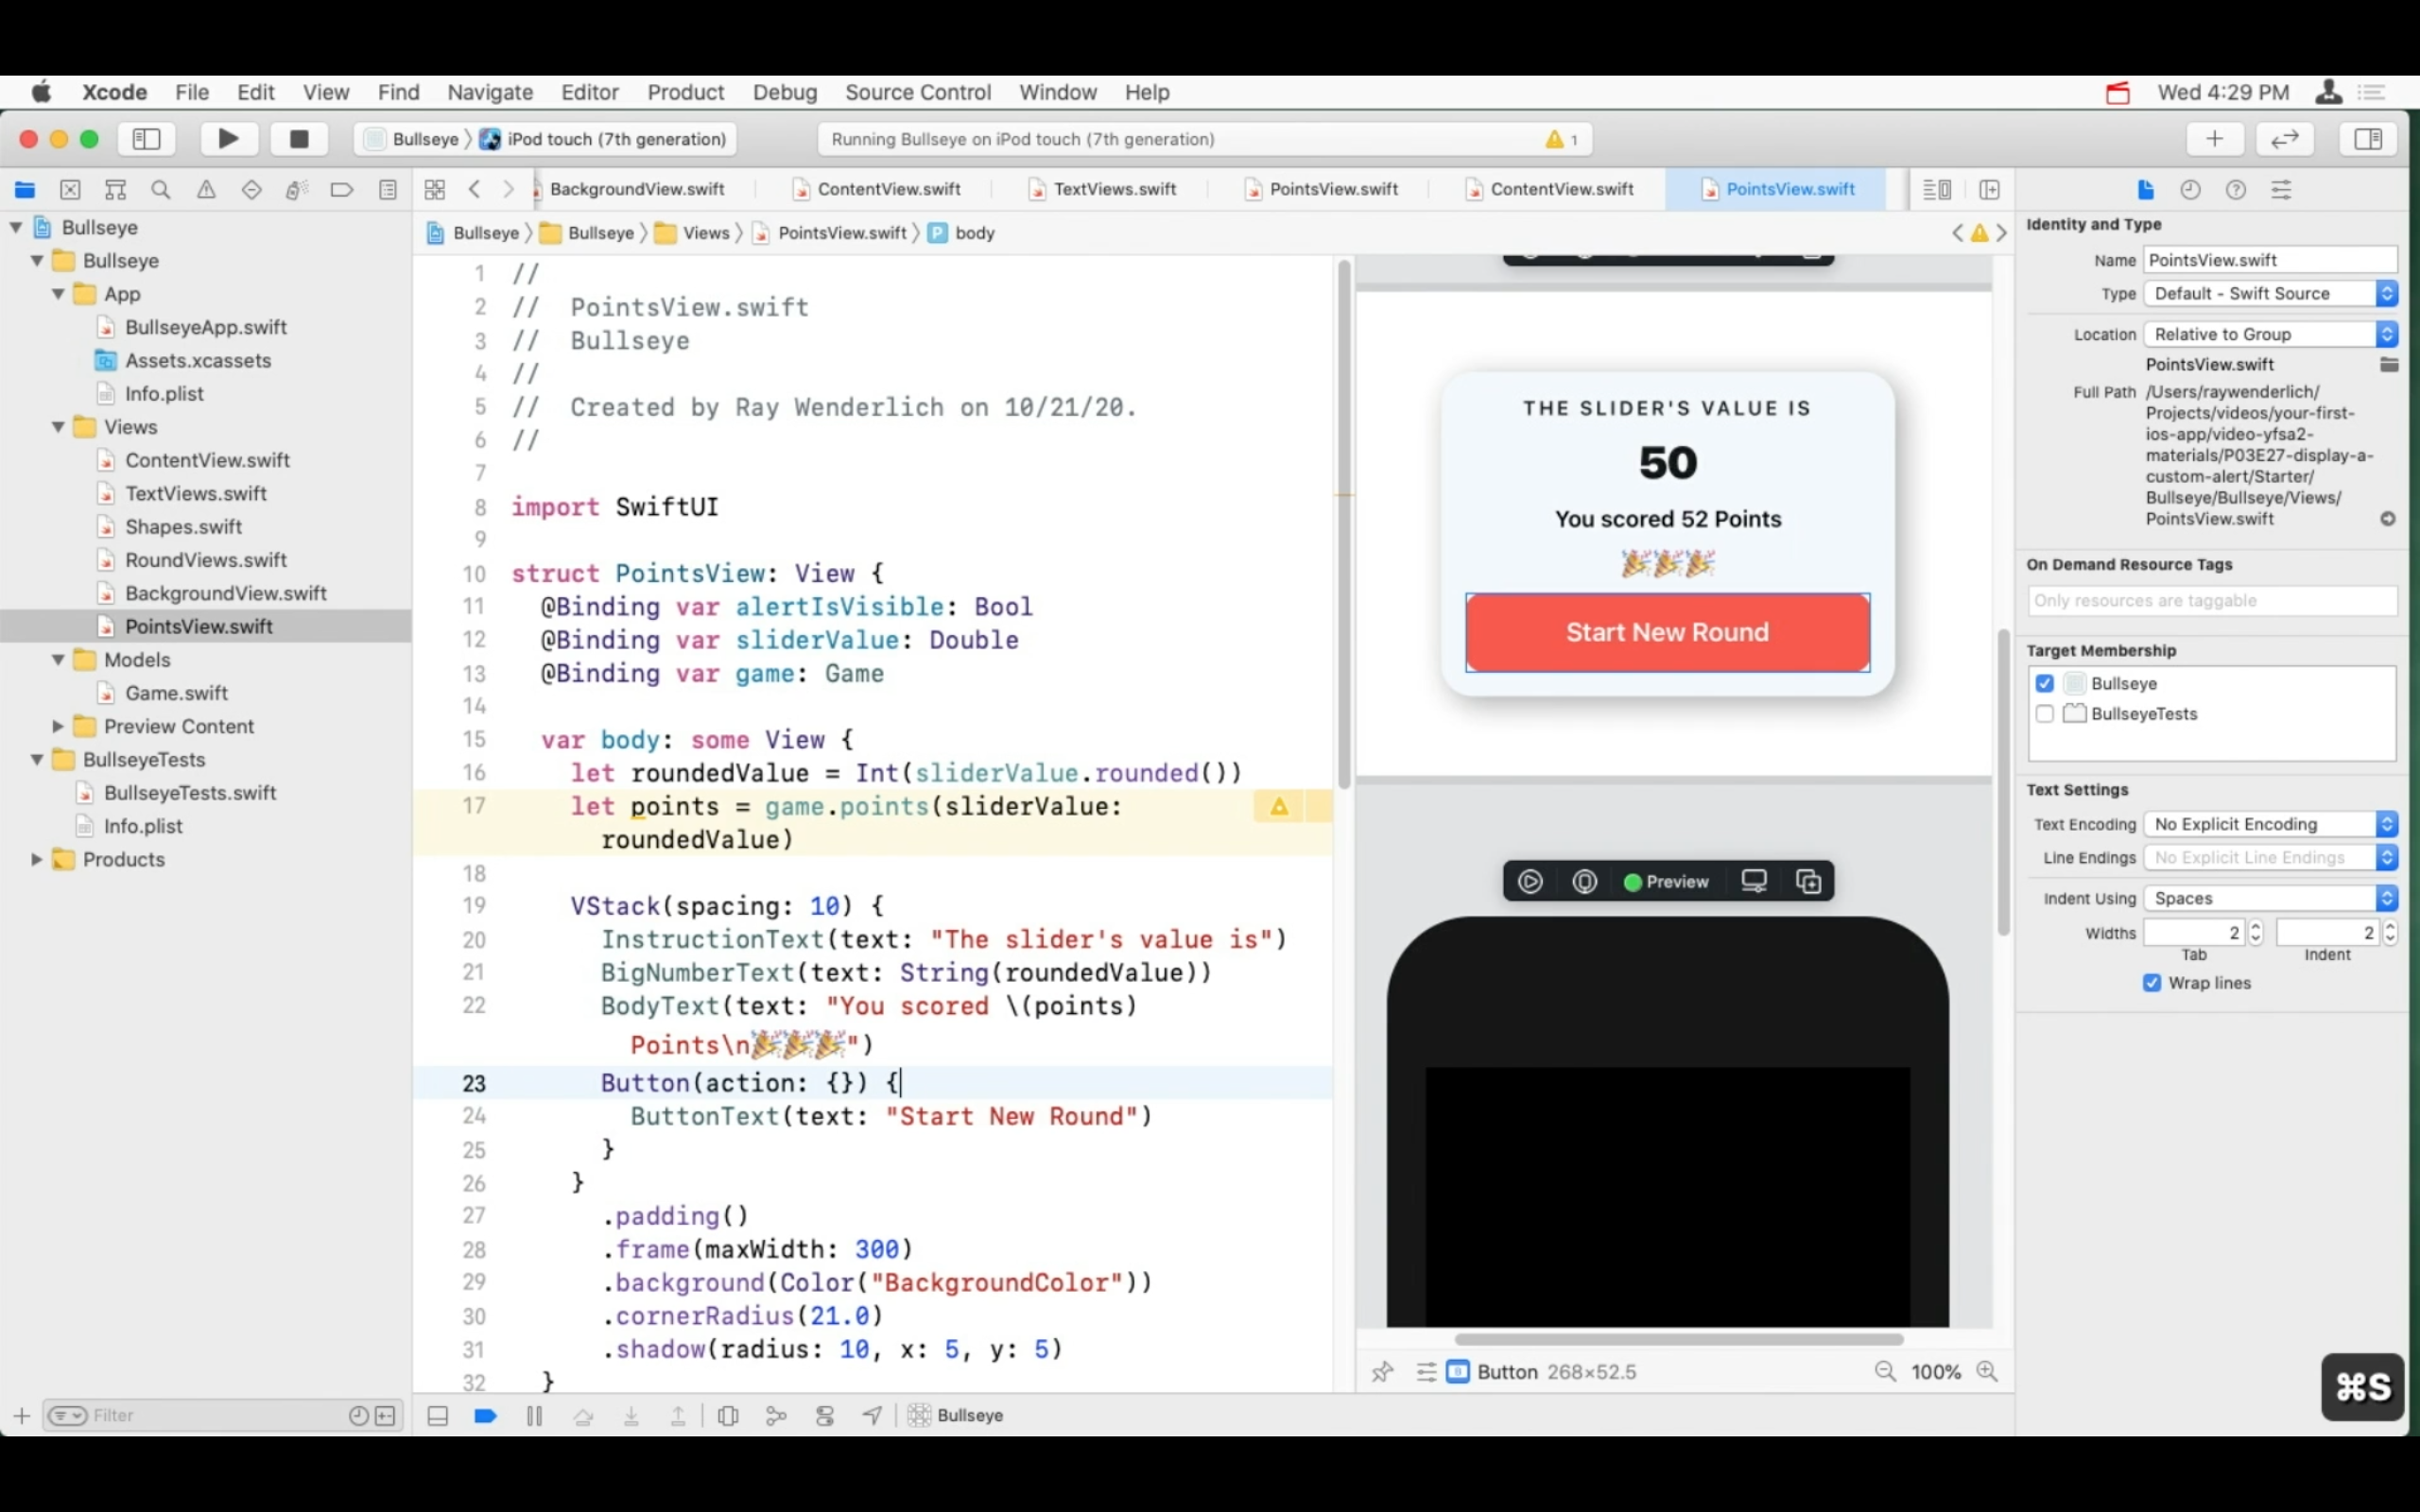 Xcode File Edit View Find Navigate Editor Product Debug Source Control Window Help Wed 4:29 PM
Bullseye iPod touch (7th generation) Running Bullseye on iPod touch (7th generation) 1
BackgroundView.swift ContentView.swift TextViews.swift PointsView.swift ContentView.swift PointsView.swift
Bullseye Bullseye Views PointsView.swift P body
Bullseye
Bullseye
App
BullseyeApp.swift
Assets.xcassets
Info.plist
Views
ContentView.swift
TextViews.swift
Shapes.swift
RoundViews.swift
BackgroundView.swift
PointsView.swift
Models
Game.swift
Preview Content
BullseyeTests
BullseyeTests.swift
Info.plist
Products
Filter
1 //
2 // PointsView.swift
3 // Bullseye
4 //
5 // Created by Ray Wenderlich on 10/21/20.
6 //
7
8 import SwiftUI
9
10 struct PointsView: View {
11 @Binding var alertIsVisible: Bool
12 @Binding var sliderValue: Double
13 @Binding var game: Game
14
15 var body: some View {
16 let roundedValue = Int(sliderValue.rounded())
17 let points = game.points(sliderValue:
roundedValue)
18
19 VStack(spacing: 10) {
20 InstructionText(text: "The slider's value is")
21 BigNumberText(text: String(roundedValue))
22 BodyText(text: "You scored \(points)
Points\n🎉🎉🎉")
23 Button(action: {}) {
24 ButtonText(text: "Start New Round")
25 }
26 }
27 .padding()
28 .frame(maxWidth: 300)
29 .background(Color("BackgroundColor"))
30 .cornerRadius(21.0)
31 .shadow(radius: 10, x: 5, y: 5)
32 }
Bullseye
THE SLIDER'S VALUE IS
50
You scored 52 Points
🎉🎉🎉
Start New Round
Preview
Button 268×52.5 100%
Identity and Type
Name PointsView.swift
Type Default - Swift Source
Location Relative to Group
PointsView.swift
Full Path /Users/raywenderlich/
Projects/videos/your-first-
ios-app/video-yfsa2-
materials/P03E27-display-a-
custom-alert/Starter/
Bullseye/Bullseye/Views/
PointsView.swift
On Demand Resource Tags
Only resources are taggable
Target Membership
Bullseye
BullseyeTests
Text Settings
Text Encoding No Explicit Encoding
Line Endings No Explicit Line Endings
Indent Using Spaces
Widths 2 2
Tab Indent
Wrap lines
⌘S